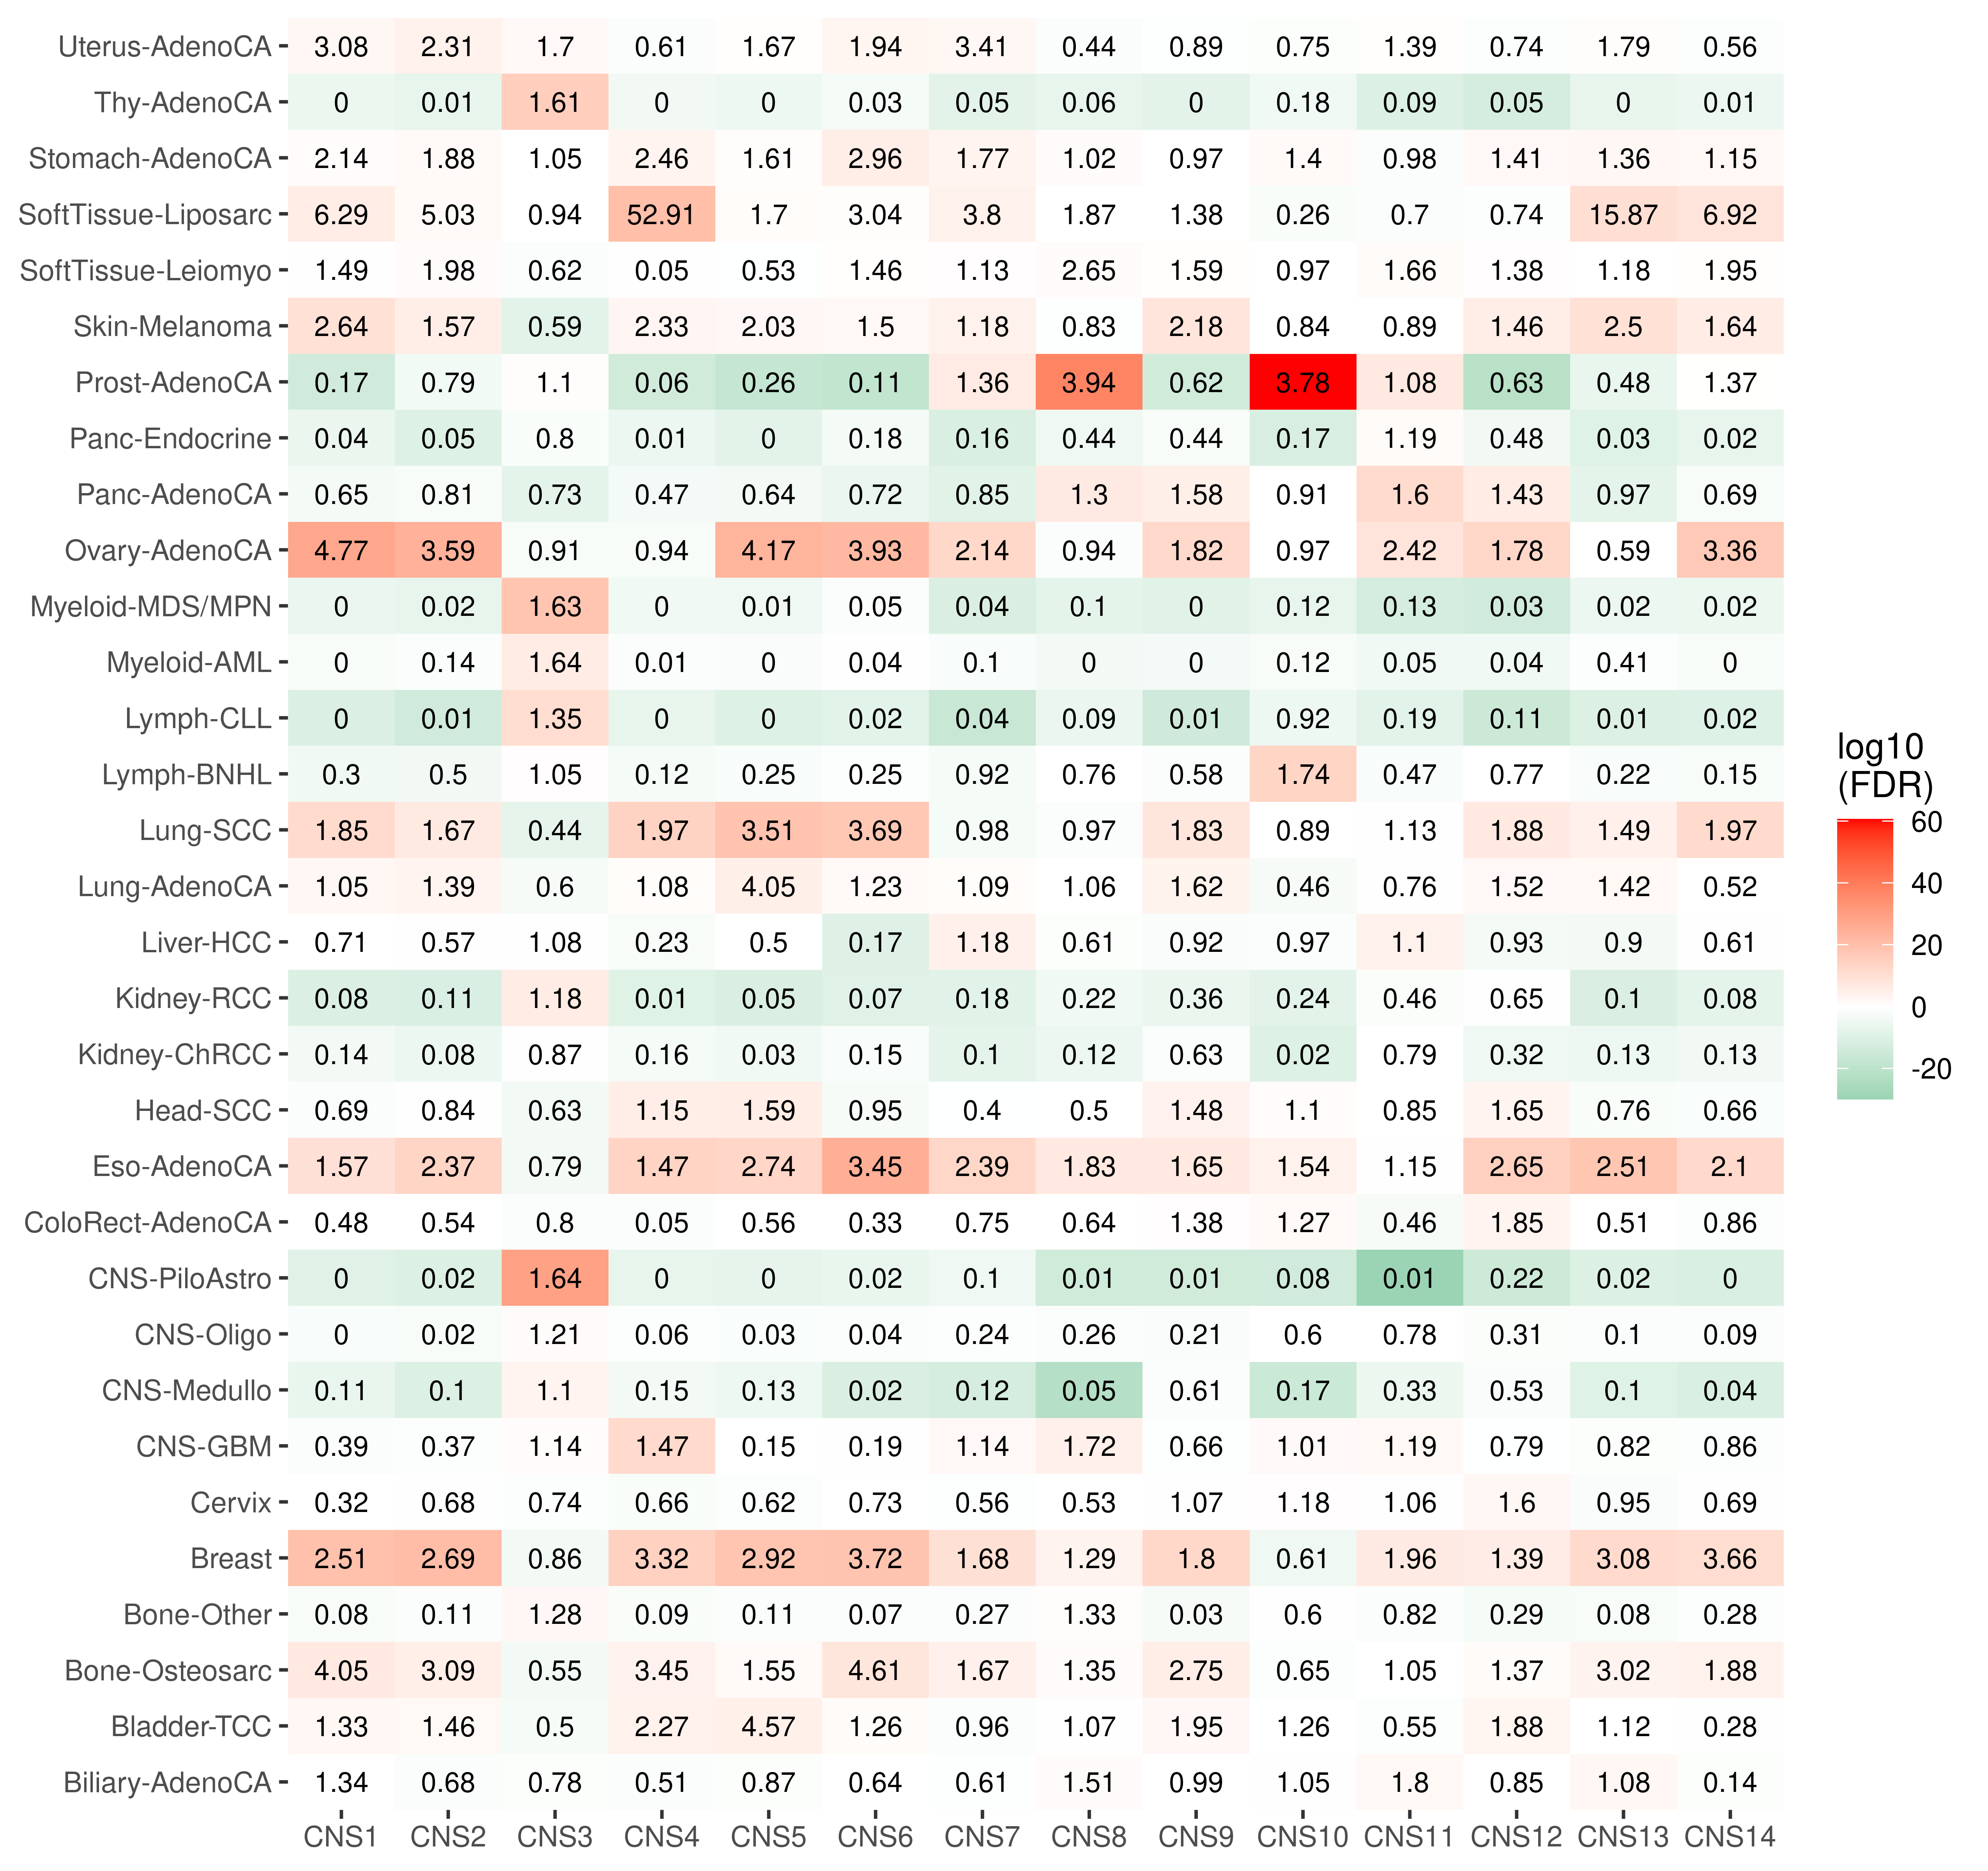 Uterus-AdenoCA 3.08 2.31 1.7 0.61 1.67 1.94 3.41 0.44 0.89 0.75 1.39 0.74 1.79 0.56
Thy-AdenoCA 0 0.01 1.61 0 0 0.03 0.05 0.06 0 0.18 0.09 0.05 0 0.01
Stomach-AdenoCA 2.14 1.88 1.05 2.46 1.61 2.96 1.77 1.02 0.97 1.4 0.98 1.41 1.36 1.15
SoftTissue-Liposarc 6.29 5.03 0.94 52.91 1.7 3.04 3.8 1.87 1.38 0.26 0.7 0.74 15.87 6.92
SoftTissue-Leiomyo 1.49 1.98 0.62 0.05 0.53 1.46 1.13 2.65 1.59 0.97 1.66 1.38 1.18 1.95
Skin-Melanoma 2.64 1.57 0.59 2.33 2.03 1.5 1.18 0.83 2.18 0.84 0.89 1.46 2.5 1.64
Prost-AdenoCA 0.17 0.79 1.1 0.06 0.26 0.11 1.36 3.94 0.62 3.78 1.08 0.63 0.48 1.37
Panc-Endocrine 0.04 0.05 0.8 0.01 0 0.18 0.16 0.44 0.44 0.17 1.19 0.48 0.03 0.02
Panc-AdenoCA 0.65 0.81 0.73 0.47 0.64 0.72 0.85 1.3 1.58 0.91 1.6 1.43 0.97 0.69
Ovary-AdenoCA 4.77 3.59 0.91 0.94 4.17 3.93 2.14 0.94 1.82 0.97 2.42 1.78 0.59 3.36
Myeloid-MDS/MPN 0 0.02 1.63 0 0.01 0.05 0.04 0.1 0 0.12 0.13 0.03 0.02 0.02
Myeloid-AML 0 0.14 1.64 0.01 0 0.04 0.1 0 0 0.12 0.05 0.04 0.41 0
Lymph-CLL 0 0.01 1.35 0 0 0.02 0.04 0.09 0.01 0.92 0.19 0.11 0.01 0.02
Lymph-BNHL 0.3 0.5 1.05 0.12 0.25 0.25 0.92 0.76 0.58 1.74 0.47 0.77 0.22 0.15
Lung-SCC 1.85 1.67 0.44 1.97 3.51 3.69 0.98 0.97 1.83 0.89 1.13 1.88 1.49 1.97
Lung-AdenoCA 1.05 1.39 0.6 1.08 4.05 1.23 1.09 1.06 1.62 0.46 0.76 1.52 1.42 0.52
Liver-HCC 0.71 0.57 1.08 0.23 0.5 0.17 1.18 0.61 0.92 0.97 1.1 0.93 0.9 0.61
Kidney-RCC 0.08 0.11 1.18 0.01 0.05 0.07 0.18 0.22 0.36 0.24 0.46 0.65 0.1 0.08
Kidney-ChRCC 0.14 0.08 0.87 0.16 0.03 0.15 0.1 0.12 0.63 0.02 0.79 0.32 0.13 0.13
Head-SCC 0.69 0.84 0.63 1.15 1.59 0.95 0.4 0.5 1.48 1.1 0.85 1.65 0.76 0.66
Eso-AdenoCA 1.57 2.37 0.79 1.47 2.74 3.45 2.39 1.83 1.65 1.54 1.15 2.65 2.51 2.1
ColoRect-AdenoCA 0.48 0.54 0.8 0.05 0.56 0.33 0.75 0.64 1.38 1.27 0.46 1.85 0.51 0.86
CNS-PiloAstro 0 0.02 1.64 0 0 0.02 0.1 0.01 0.01 0.08 0.01 0.22 0.02 0
CNS-Oligo 0 0.02 1.21 0.06 0.03 0.04 0.24 0.26 0.21 0.6 0.78 0.31 0.1 0.09
CNS-Medullo 0.11 0.1 1.1 0.15 0.13 0.02 0.12 0.05 0.61 0.17 0.33 0.53 0.1 0.04
CNS-GBM 0.39 0.37 1.14 1.47 0.15 0.19 1.14 1.72 0.66 1.01 1.19 0.79 0.82 0.86
Cervix 0.32 0.68 0.74 0.66 0.62 0.73 0.56 0.53 1.07 1.18 1.06 1.6 0.95 0.69
Breast 2.51 2.69 0.86 3.32 2.92 3.72 1.68 1.29 1.8 0.61 1.96 1.39 3.08 3.66
Bone-Other 0.08 0.11 1.28 0.09 0.11 0.07 0.27 1.33 0.03 0.6 0.82 0.29 0.08 0.28
Bone-Osteosarc 4.05 3.09 0.55 3.45 1.55 4.61 1.67 1.35 2.75 0.65 1.05 1.37 3.02 1.88
Bladder-TCC 1.33 1.46 0.5 2.27 4.57 1.26 0.96 1.07 1.95 1.26 0.55 1.88 1.12 0.28
Biliary-AdenoCA 1.34 0.68 0.78 0.51 0.87 0.64 0.61 1.51 0.99 1.05 1.8 0.85 1.08 0.14
CNS1 CNS2 CNS3 CNS4 CNS5 CNS6 CNS7 CNS8 CNS9 CNS10 CNS11 CNS12 CNS13 CNS14
log10
(FDR)
60
40
20
0
-20